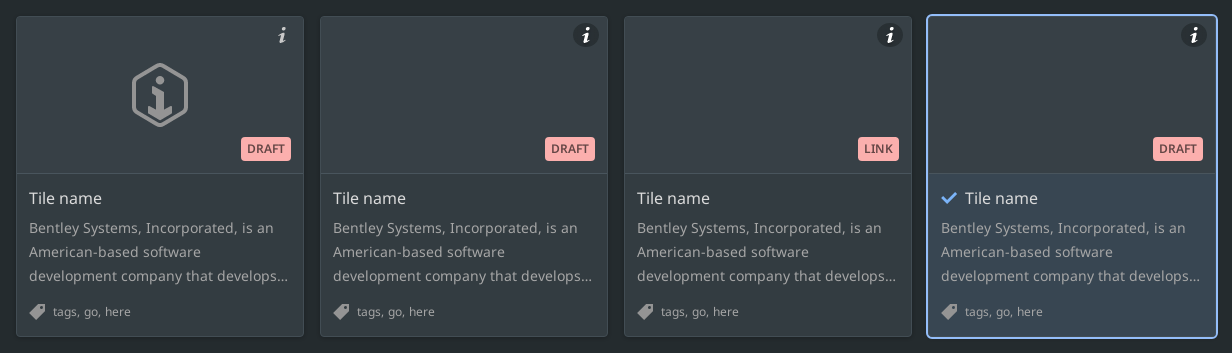 DRAFT
Tile name
Bentley Systems, Incorporated, is an
American-based software
development company that develops...
tags, go, here
DRAFT
Tile name
Bentley Systems, Incorporated, is an
American-based software
development company that develops...
tags, go, here
LINK
Tile name
Bentley Systems, Incorporated, is an
American-based software
development company that develops...
tags, go, here
DRAFT
Tile name
Bentley Systems, Incorporated, is an
American-based software
development company that develops...
tags, go, here